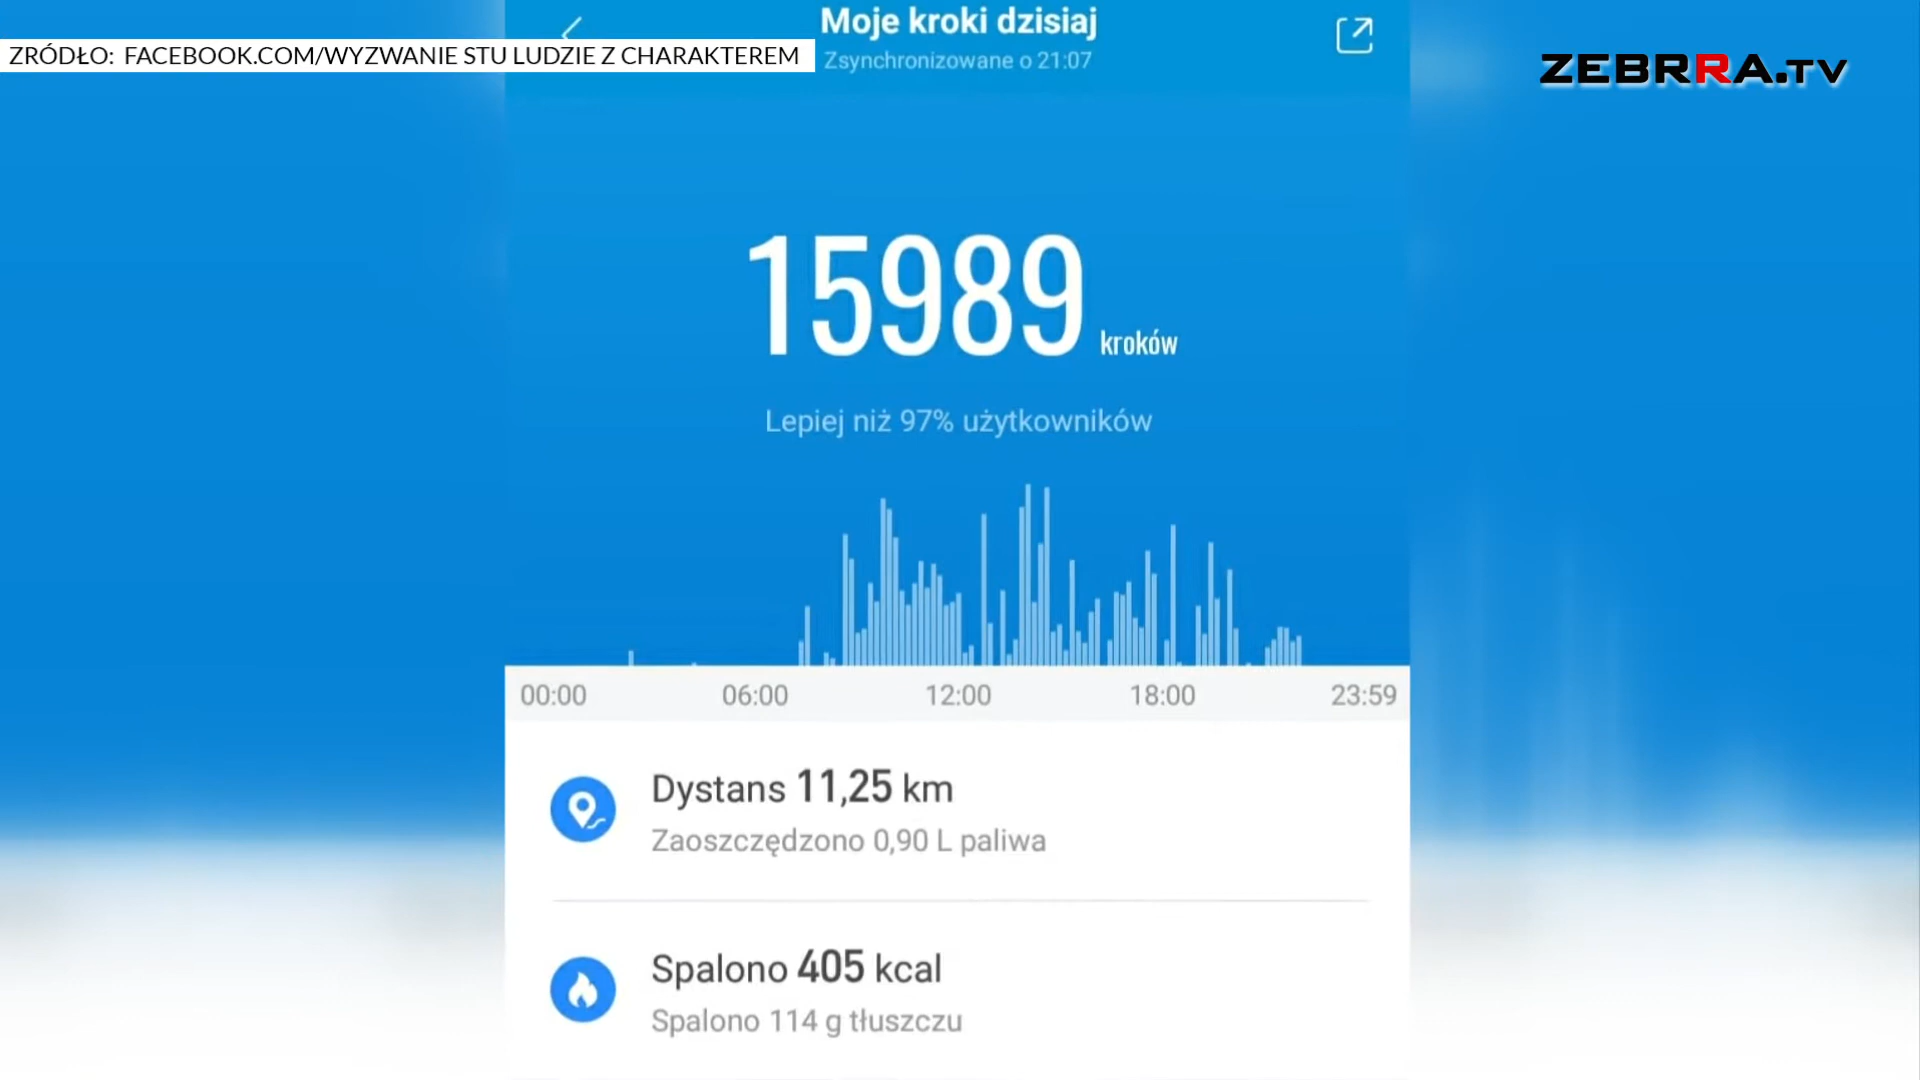 Moje kroki dzisiaj
ZRÓDŁO: FACEBOOK.COM/WYZWANIE STU LUDZIE Z CHARAKTEREM
Zsynchronizowane o 21:07
ZEBRRA.TV
15989 kroków
Lepiej niż 97% użytkowników
00:00 06:00 12:00 18:00 23:59
Dystans 11,25 km
Zaoszczędzono 0,90 L paliwa
Spalono 405 kcal
Spalono 114 g tłuszczu